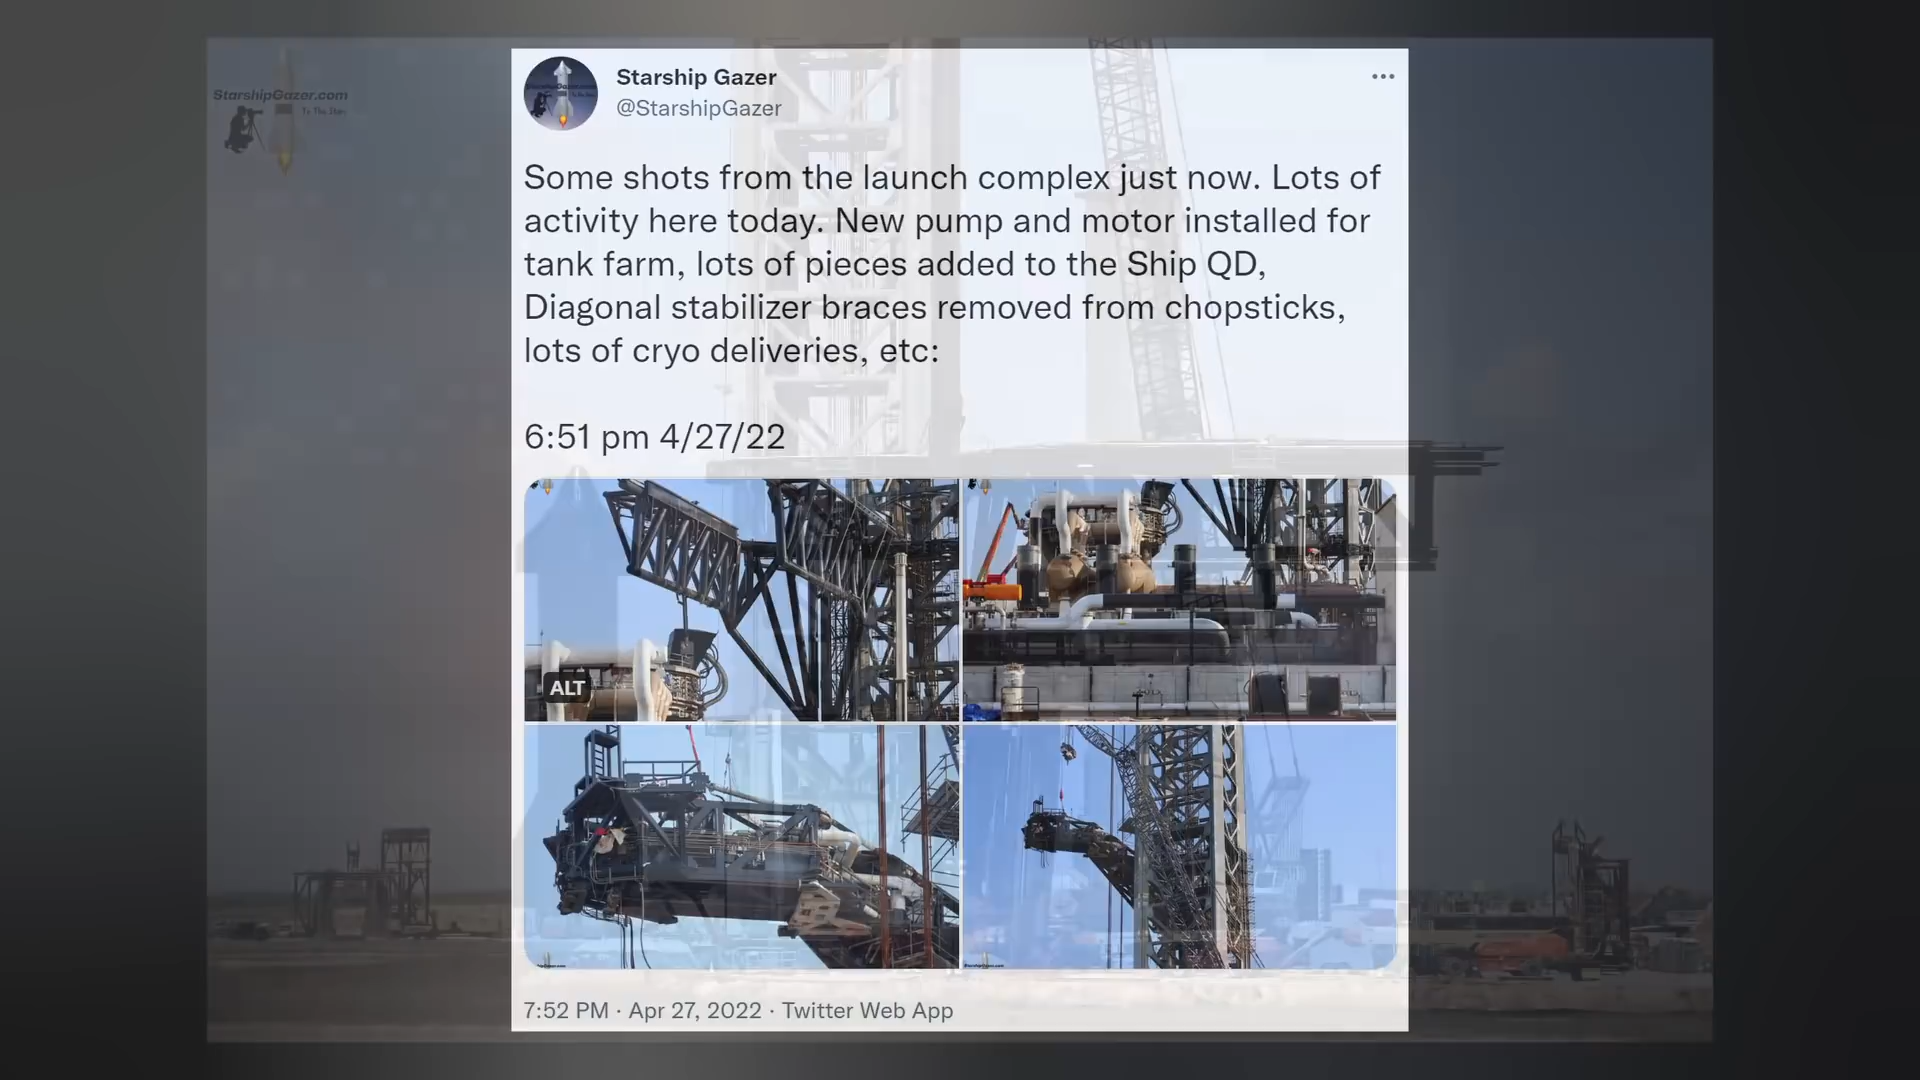 StarshipGazer.com
To The Stars
Starship Gazer
@StarshipGazer
Some shots from the launch complex just now. Lots of
activity here today. New pump and motor installed for
tank farm, lots of pieces added to the Ship QD,
Diagonal stabilizer braces removed from chopsticks,
lots of cryo deliveries, etc:
6:51 pm 4/27/22
ALT
7:52 PM · Apr 27, 2022 · Twitter Web App